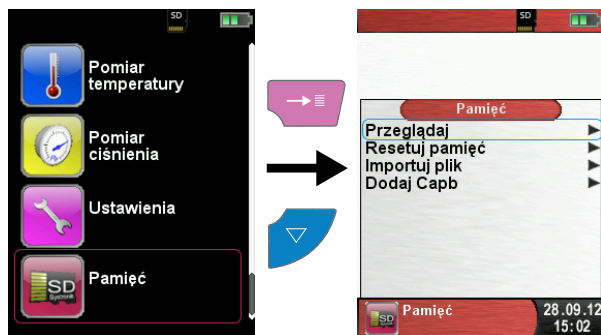 SD
Pomiar
temperatury
Pomiar
ciśnienia
Ustawienia
SD
Pamięć
SD
Pamięć
Przeglądaj
Resetuj pamięć
Importuj plik
Dodaj Capb
SD
Pamięć
28.09.12
15:02